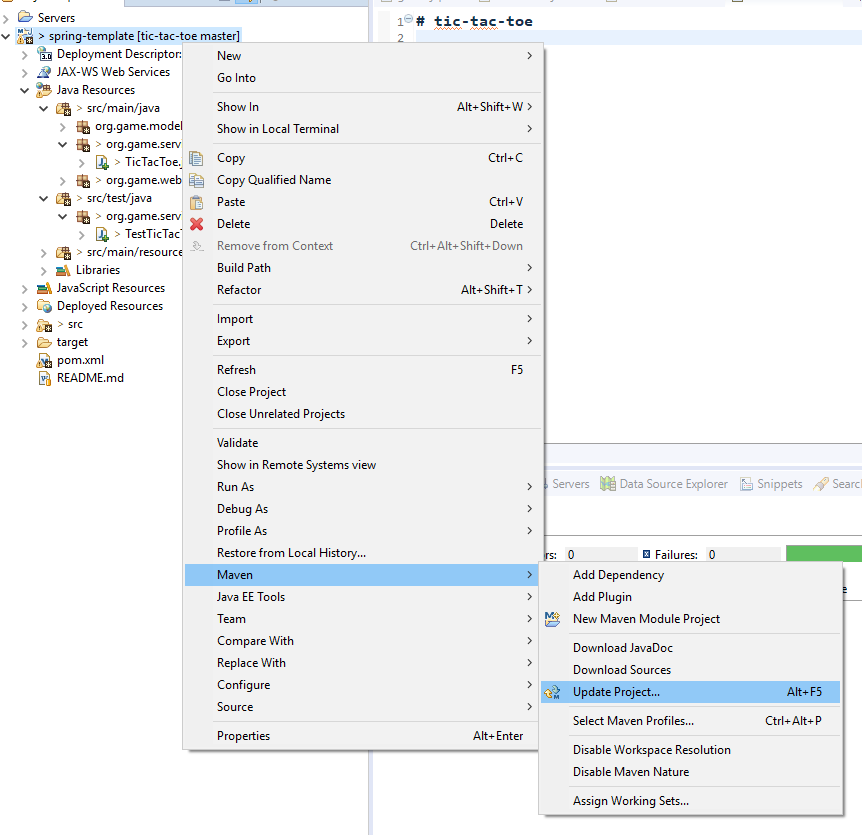 Servers
> spring-template [tic-tac-toe master]
Deployment Descriptor:
JAX-WS Web Services
Java Resources
> src/main/java
org.game.model
> org.game.serv
> TicTacToe.
> org.game.web
> src/test/java
> org.game.serv
> TestTicTacT
> src/main/resource
Libraries
JavaScript Resources
Deployed Resources
> src
target
pom.xml
README.md
1 # tic-tac-toe
2
New
Go Into
Show In Alt+Shift+W
Show in Local Terminal
Copy Ctrl+C
Copy Qualified Name
Paste Ctrl+V
Delete Delete
Remove from Context Ctrl+Alt+Shift+Down
Build Path
Refactor Alt+Shift+T
Import
Export
Refresh F5
Close Project
Close Unrelated Projects
Validate
Show in Remote Systems view
Run As
Debug As
Profile As
Restore from Local History...
Maven
Java EE Tools
Team
Compare With
Replace With
Configure
Source
Properties Alt+Enter
Servers Data Source Explorer Snippets Searc
rs: 0 Failures: 0
Add Dependency
Add Plugin
New Maven Module Project
Download JavaDoc
Download Sources
Update Project... Alt+F5
Select Maven Profiles... Ctrl+Alt+P
Disable Workspace Resolution
Disable Maven Nature
Assign Working Sets...